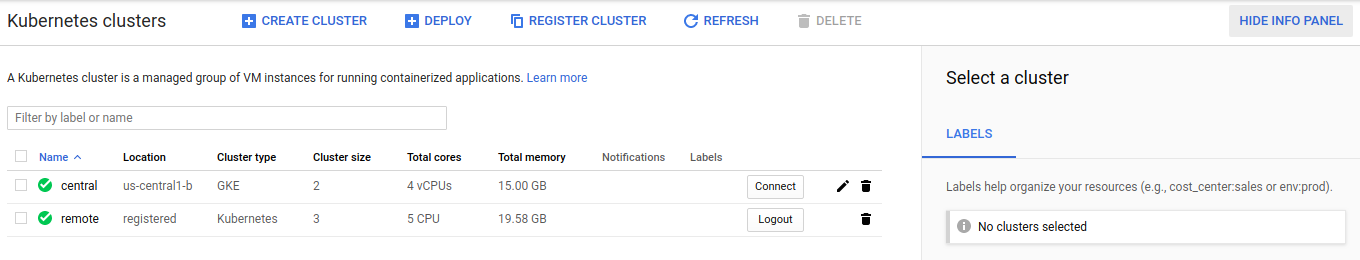 Kubernetes clusters CREATE CLUSTER DEPLOY REGISTER CLUSTER REFRESH DELETE HIDE INFO PANEL
A Kubernetes cluster is a managed group of VM instances for running containerized applications. Learn more
Filter by label or name
Name Location Cluster type Cluster size Total cores Total memory Notifications Labels
central us-central1-b GKE 2 4 vCPUs 15.00 GB Connect
remote registered Kubernetes 3 5 CPU 19.58 GB Logout
Select a cluster
LABELS
Labels help organize your resources (e.g., cost_center:sales or env:prod).
No clusters selected